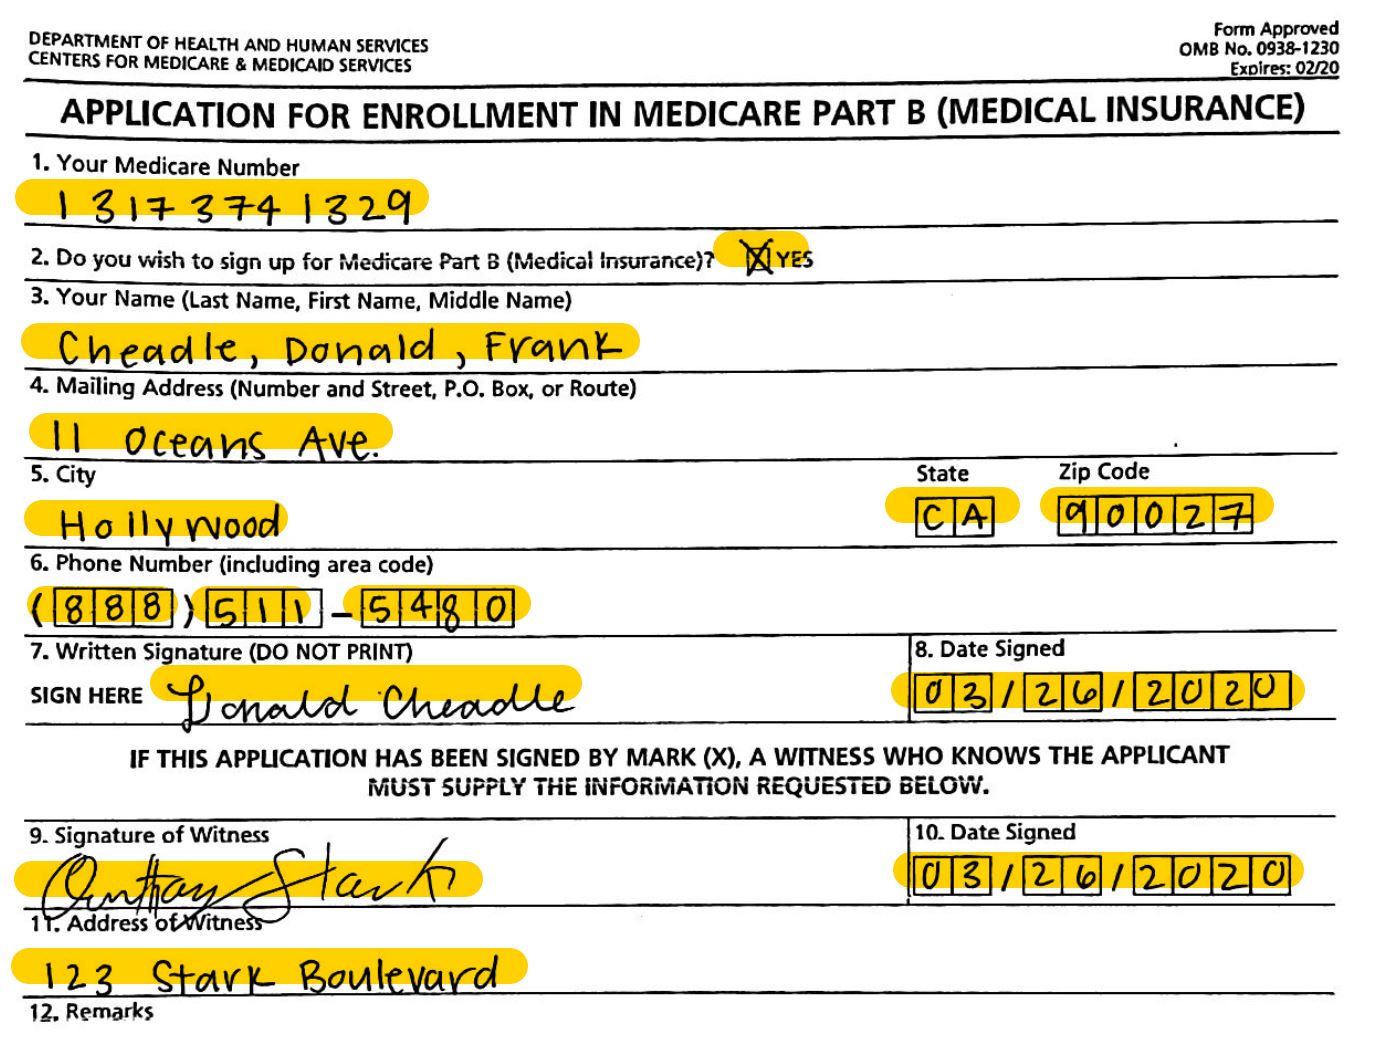 DEPARTMENT OF HEALTH AND HUMAN SERVICES
CENTERS FOR MEDICARE & MEDICAID SERVICES
Form Approved
OMB No. 0938-1230
Expires: 02/20
APPLICATION FOR ENROLLMENT IN MEDICARE PART B (MEDICAL INSURANCE)
1. Your Medicare Number
1 317 374 1329
2. Do you wish to sign up for Medicare Part B (Medical Insurance)? X YES
3. Your Name (Last Name, First Name, Middle Name)
Cheadle, Donald, Frank
4. Mailing Address (Number and Street, P.O. Box, or Route)
11 Oceans Ave.
5. City State Zip Code
Hollywood CA 90027
6. Phone Number (including area code)
(888) 511 – 5480
7. Written Signature (DO NOT PRINT) 8. Date Signed
SIGN HERE Donald Cheadle 03/26/2020
IF THIS APPLICATION HAS BEEN SIGNED BY MARK (X), A WITNESS WHO KNOWS THE APPLICANT
MUST SUPPLY THE INFORMATION REQUESTED BELOW.
9. Signature of Witness 10. Date Signed
Stark 03/26/2020
11. Address of Witness
123 Stark Boulevard
12. Remarks